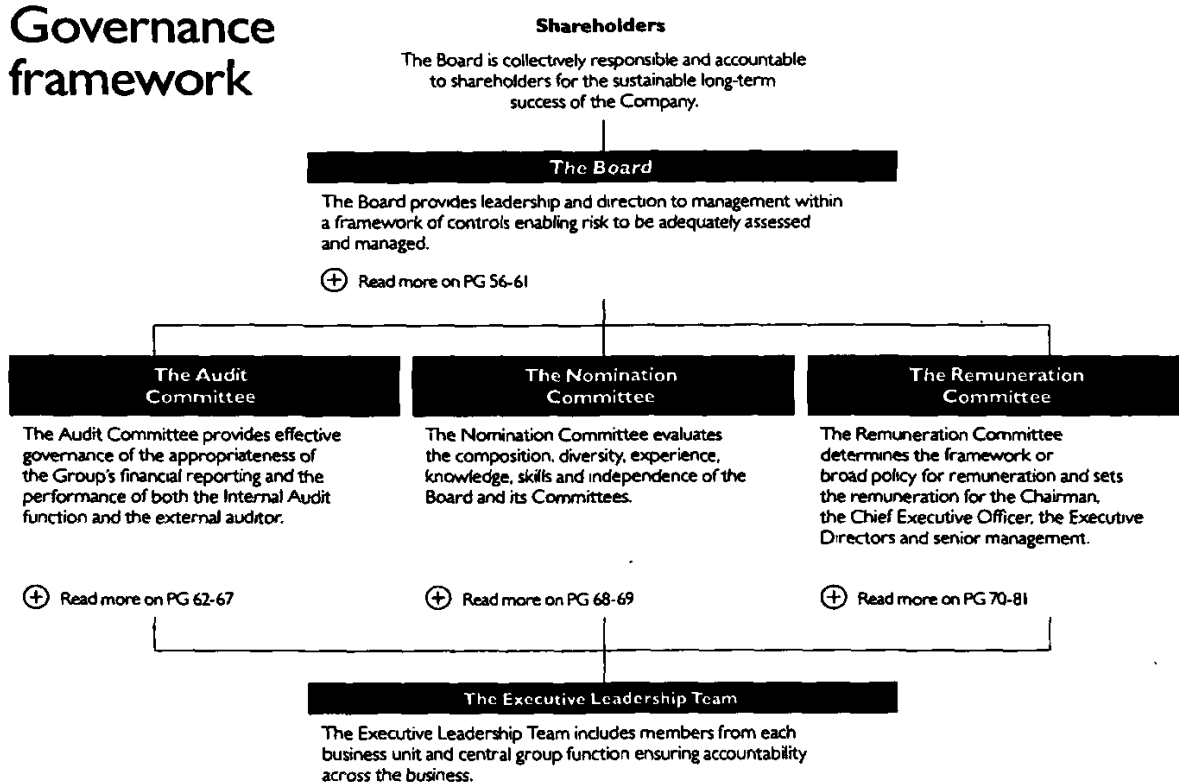 Governance
framework
Shareholders
The Board is collectively responsible and accountable
to shareholders for the sustainable long-term
success of the Company.
The Board
The Board provides leadership and direction to management within
a framework of controls enabling risk to be adequately assessed
and managed.
Read more on PG 56-61
The Audit
Committee
The Audit Committee provides effective
governance of the appropriateness of
the Group's financial reporting and the
performance of both the Internal Audit
function and the external auditor.
Read more on PG 62-67
The Nomination
Committee
The Nomination Committee evaluates
the composition, diversity, experience,
knowledge, skills and independence of the
Board and its Committees.
Read more on PG 68-69
The Remuneration
Committee
The Remuneration Committee
determines the framework or
broad policy for remuneration and sets
the remuneration for the Chairman,
the Chief Executive Officer, the Executive
Directors and senior management.
Read more on PG 70-81
The Executive Leadership Team
The Executive Leadership Team includes members from each
business unit and central group function ensuring accountability
across the business.